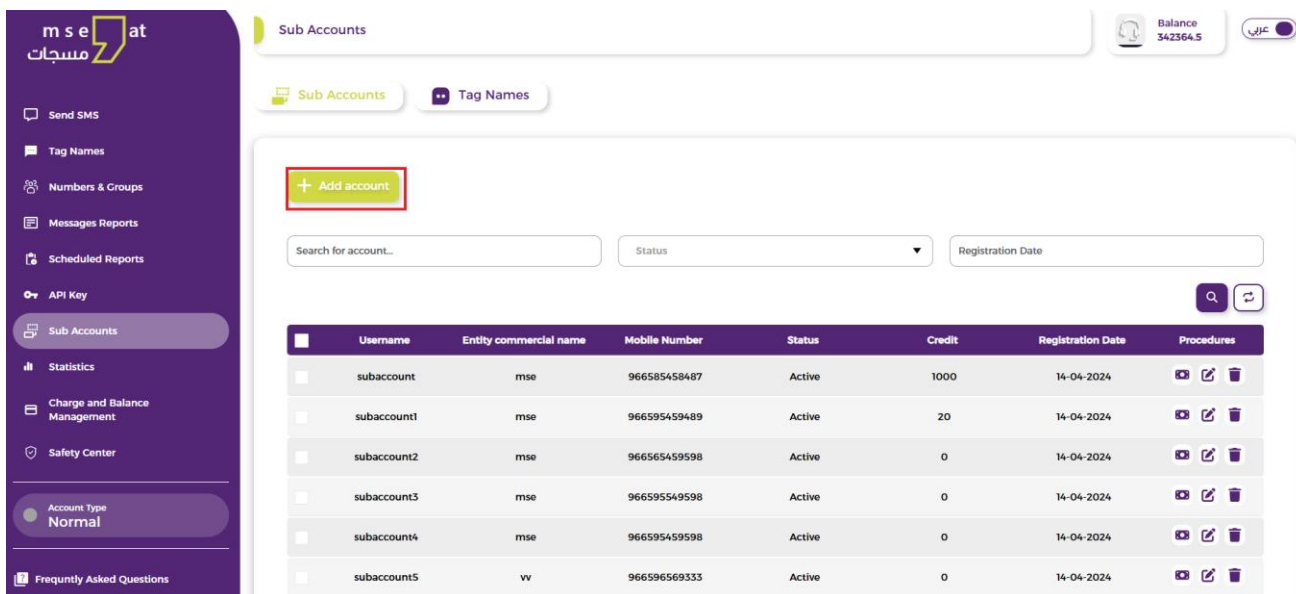 mse at
مسجات
Send SMS
Tag Names
Numbers & Groups
Messages Reports
Scheduled Reports
API Key
Sub Accounts
Statistics
Charge and Balance
Management
Safety Center
Account Type
Normal
Frequntly Asked Questions
Sub Accounts
Balance
342364.5
عربي
Sub Accounts Tag Names
+ Add account
Search for account... Status Registration Date
Username Entity commercial name Mobile Number Status Credit Registration Date Procedures
subaccount mse 966585458487 Active 1000 14-04-2024
subaccount1 mse 966595459489 Active 20 14-04-2024
subaccount2 mse 966565459598 Active 0 14-04-2024
subaccount3 mse 966595549598 Active 0 14-04-2024
subaccount4 mse 966595459598 Active 0 14-04-2024
subaccount5 vv 966596569333 Active 0 14-04-2024